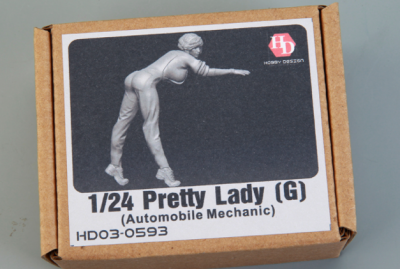 HD
HOBBY DESIGN
1/24 Pretty Lady (G)
(Automobile Mechanic)
HD03-0593